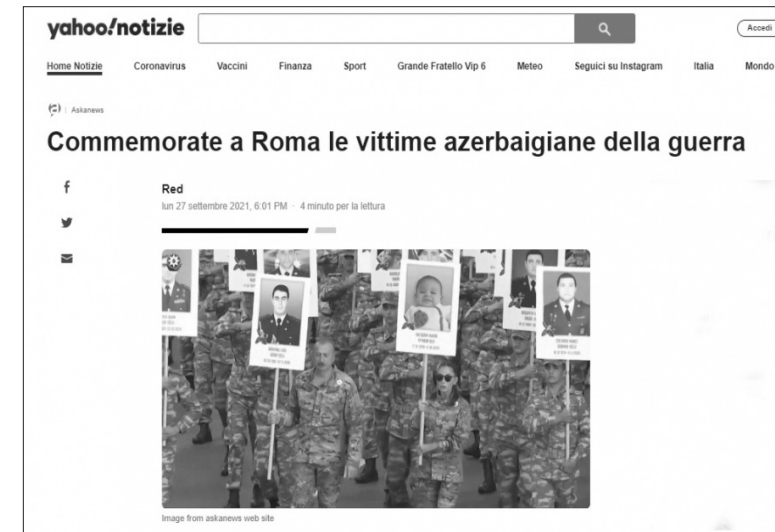 yahoo!notizie
Accedi
Home Notizie Coronavirus Vaccini Finanza Sport Grande Fratello Vip 6 Meteo Seguici su Instagram Italia Mondo
Askanews
Commemorate a Roma le vittime azerbaigiane della guerra
Red
lun 27 settembre 2021, 6:01 PM · 4 minuto per la lettura
Image from askanews web site